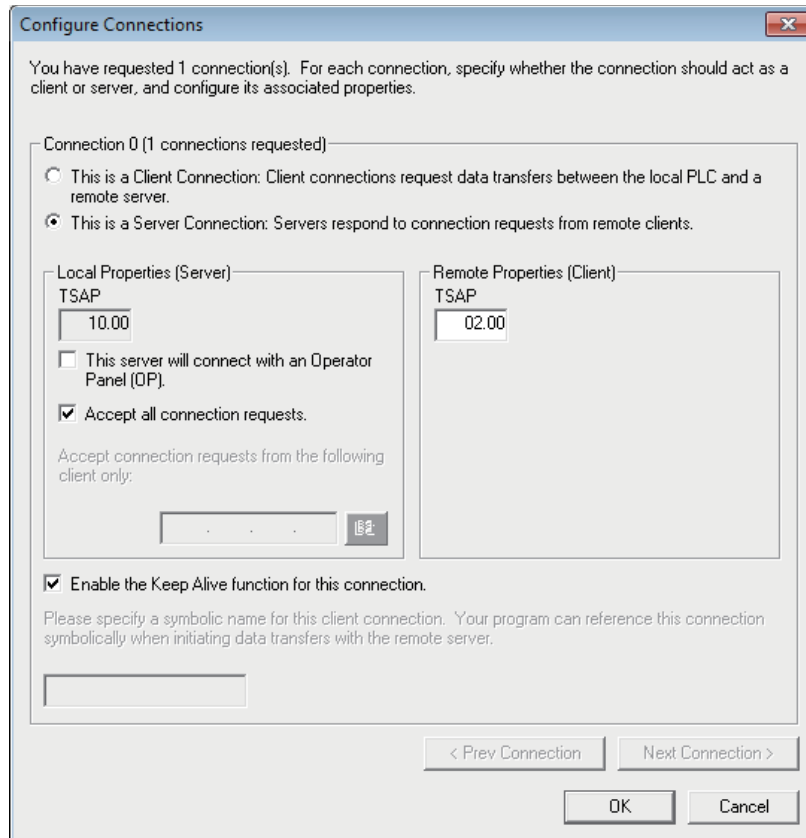 Configure Connections
You have requested 1 connection(s). For each connection, specify whether the connection should act as a
client or server, and configure its associated properties.
Connection 0 (1 connections requested)
This is a Client Connection: Client connections request data transfers between the local PLC and a
remote server.
This is a Server Connection: Servers respond to connection requests from remote clients.
Local Properties (Server)
TSAP
10.00
This server will connect with an Operator
Panel (OP).
Accept all connection requests.
Accept connection requests from the following
client only:
. . .
Remote Properties (Client)
TSAP
02.00
Enable the Keep Alive function for this connection.
Please specify a symbolic name for this client connection. Your program can reference this connection
symbolically when initiating data transfers with the remote server.
< Prev Connection
Next Connection >
OK
Cancel